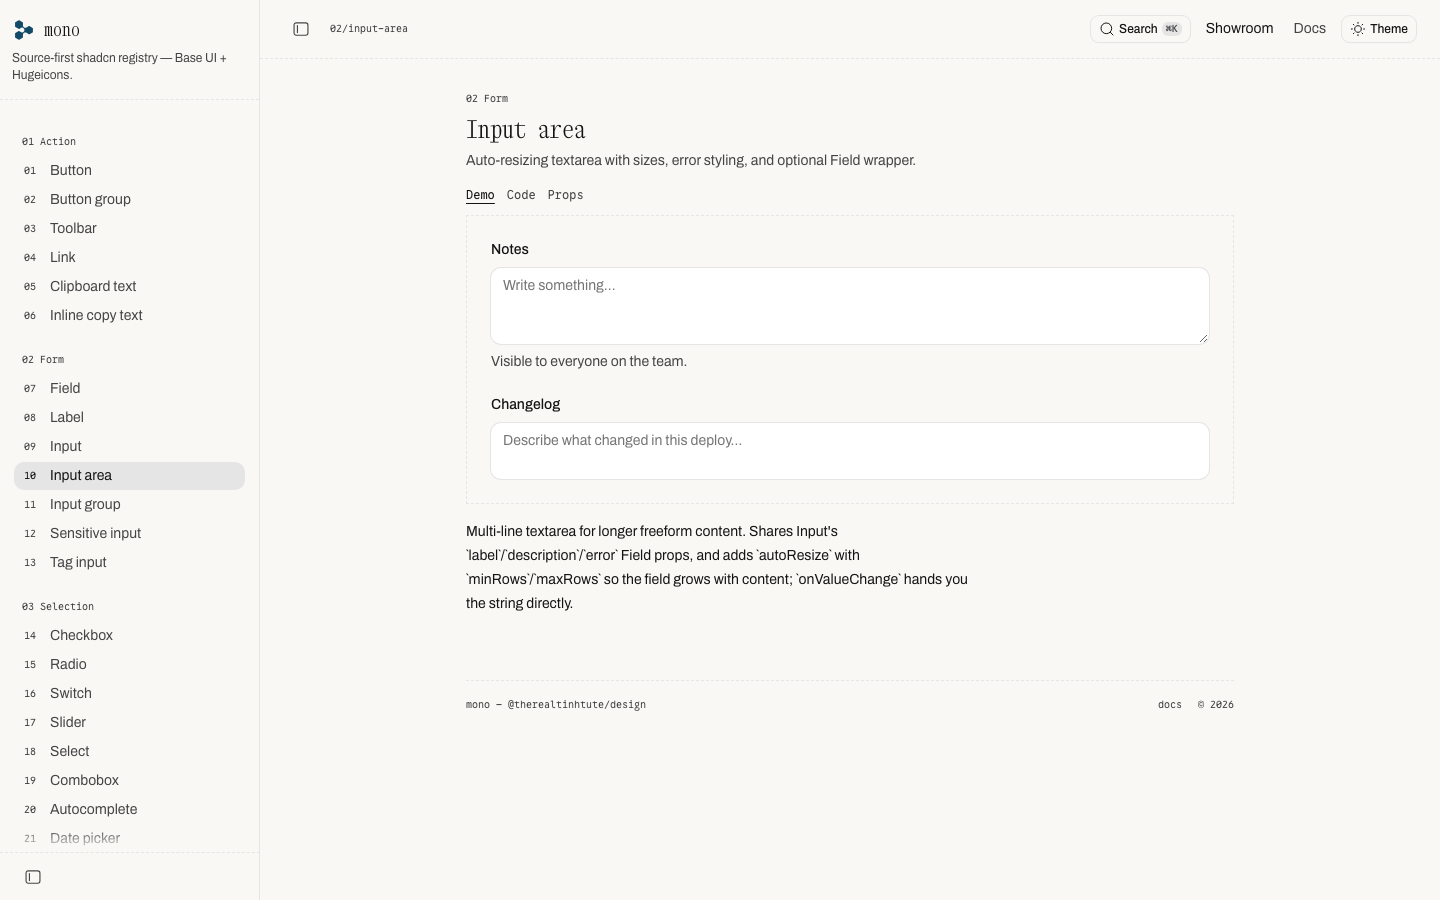 mono
Source-first shadcn registry — Base UI +
Hugeicons.
01 Action
01 Button
02 Button group
03 Toolbar
04 Link
05 Clipboard text
06 Inline copy text
02 Form
07 Field
08 Label
09 Input
10 Input area
11 Input group
12 Sensitive input
13 Tag input
03 Selection
14 Checkbox
15 Radio
16 Switch
17 Slider
18 Select
19 Combobox
20 Autocomplete
21 Date picker
02/input-area
Search ⌘K
Showroom
Docs
Theme
02 Form
Input area
Auto-resizing textarea with sizes, error styling, and optional Field wrapper.
Demo Code Props
Notes
Write something...
Visible to everyone on the team.
Changelog
Describe what changed in this deploy...
Multi-line textarea for longer freeform content. Shares Input's
`label`/`description`/`error` Field props, and adds `autoResize` with
`minRows`/`maxRows` so the field grows with content; `onValueChange` hands you
the string directly.
mono — @therealtinhtute/design
docs © 2026